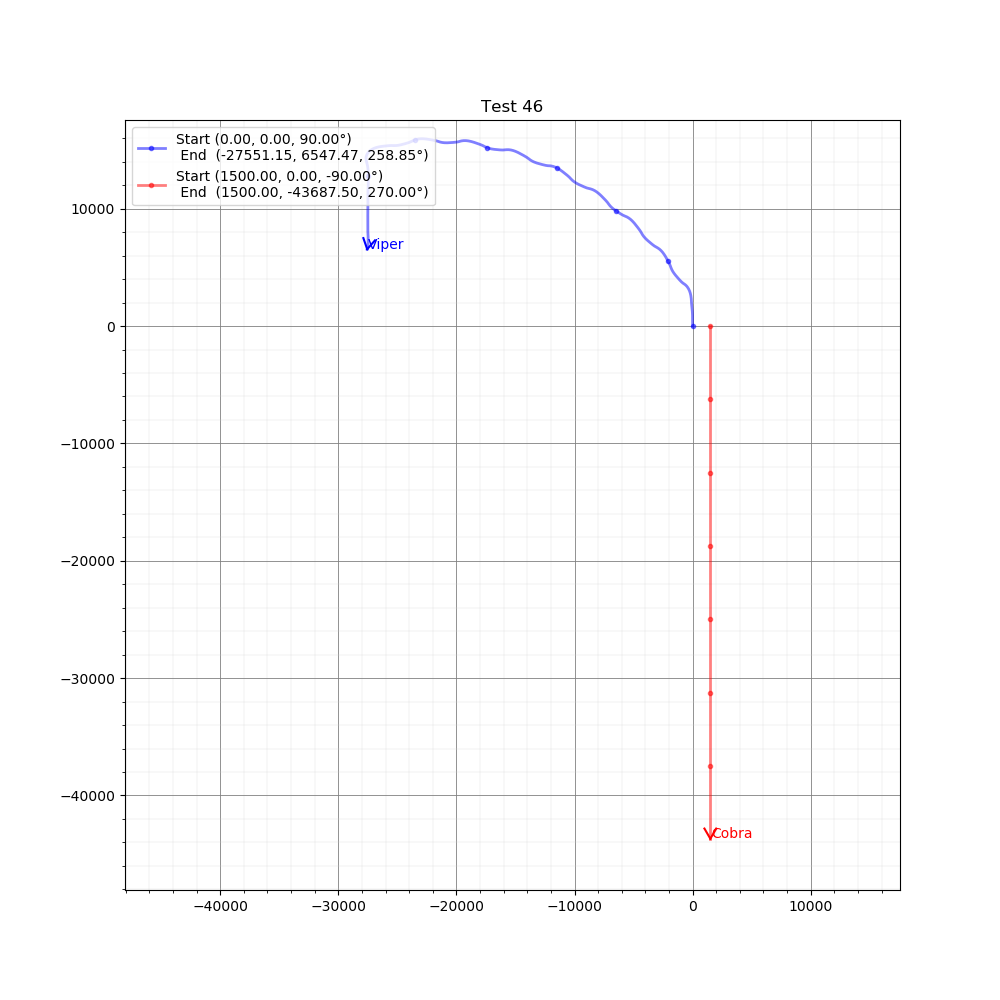 Test 46
Start (0.00, 0.00, 90.00°)
End  (-27551.15, 6547.47, 258.85°)
Start (1500.00, 0.00, -90.00°)
End  (1500.00, -43687.50, 270.00°)
Viper
Cobra
10000
0
−10000
−20000
−30000
−40000
−40000 −30000 −20000 −10000 0 10000